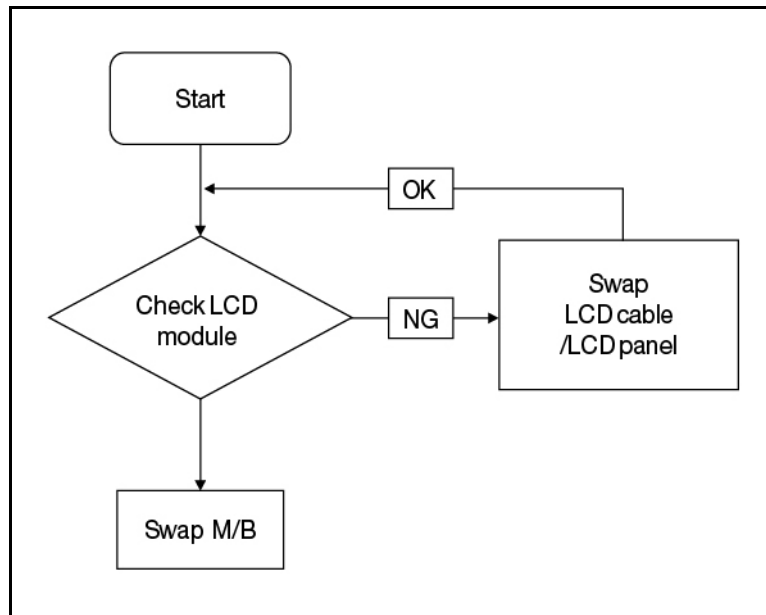 Start
OK
Check LCD
module
NG
Swap
LCD cable
/LCD panel
Swap M/B